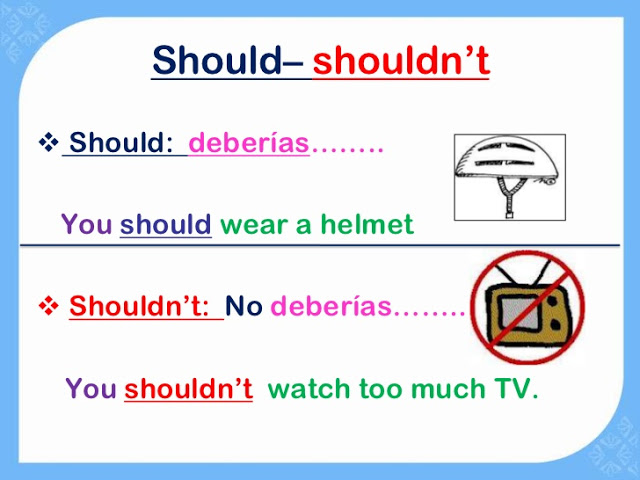 Should– shouldn’t
❖ Should: deberías........
You should wear a helmet
❖ Shouldn’t: No deberías........
You shouldn’t watch too much TV.